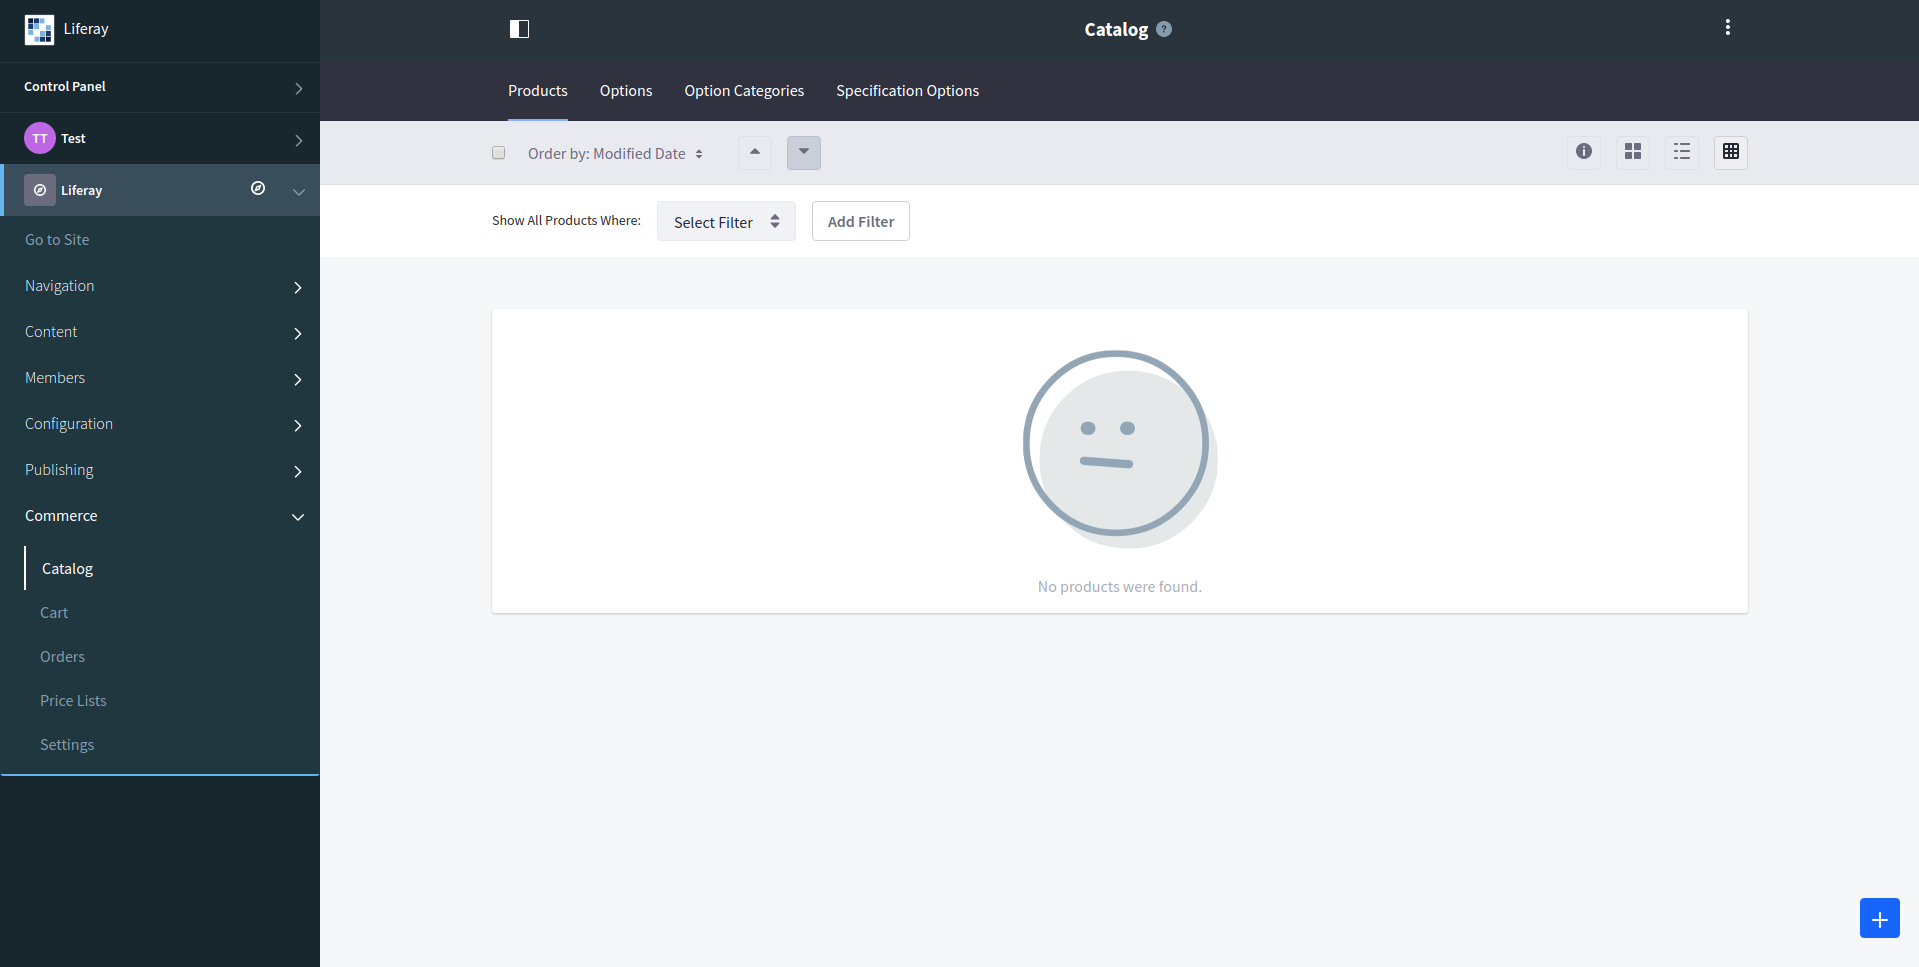 Liferay
Control Panel
TT Test
Liferay
Go to Site
Navigation
Content
Members
Configuration
Publishing
Commerce
Catalog
Cart
Orders
Price Lists
Settings
Catalog ?
Products Options Option Categories Specification Options
Order by: Modified Date
Show All Products Where: Select Filter Add Filter
No products were found.